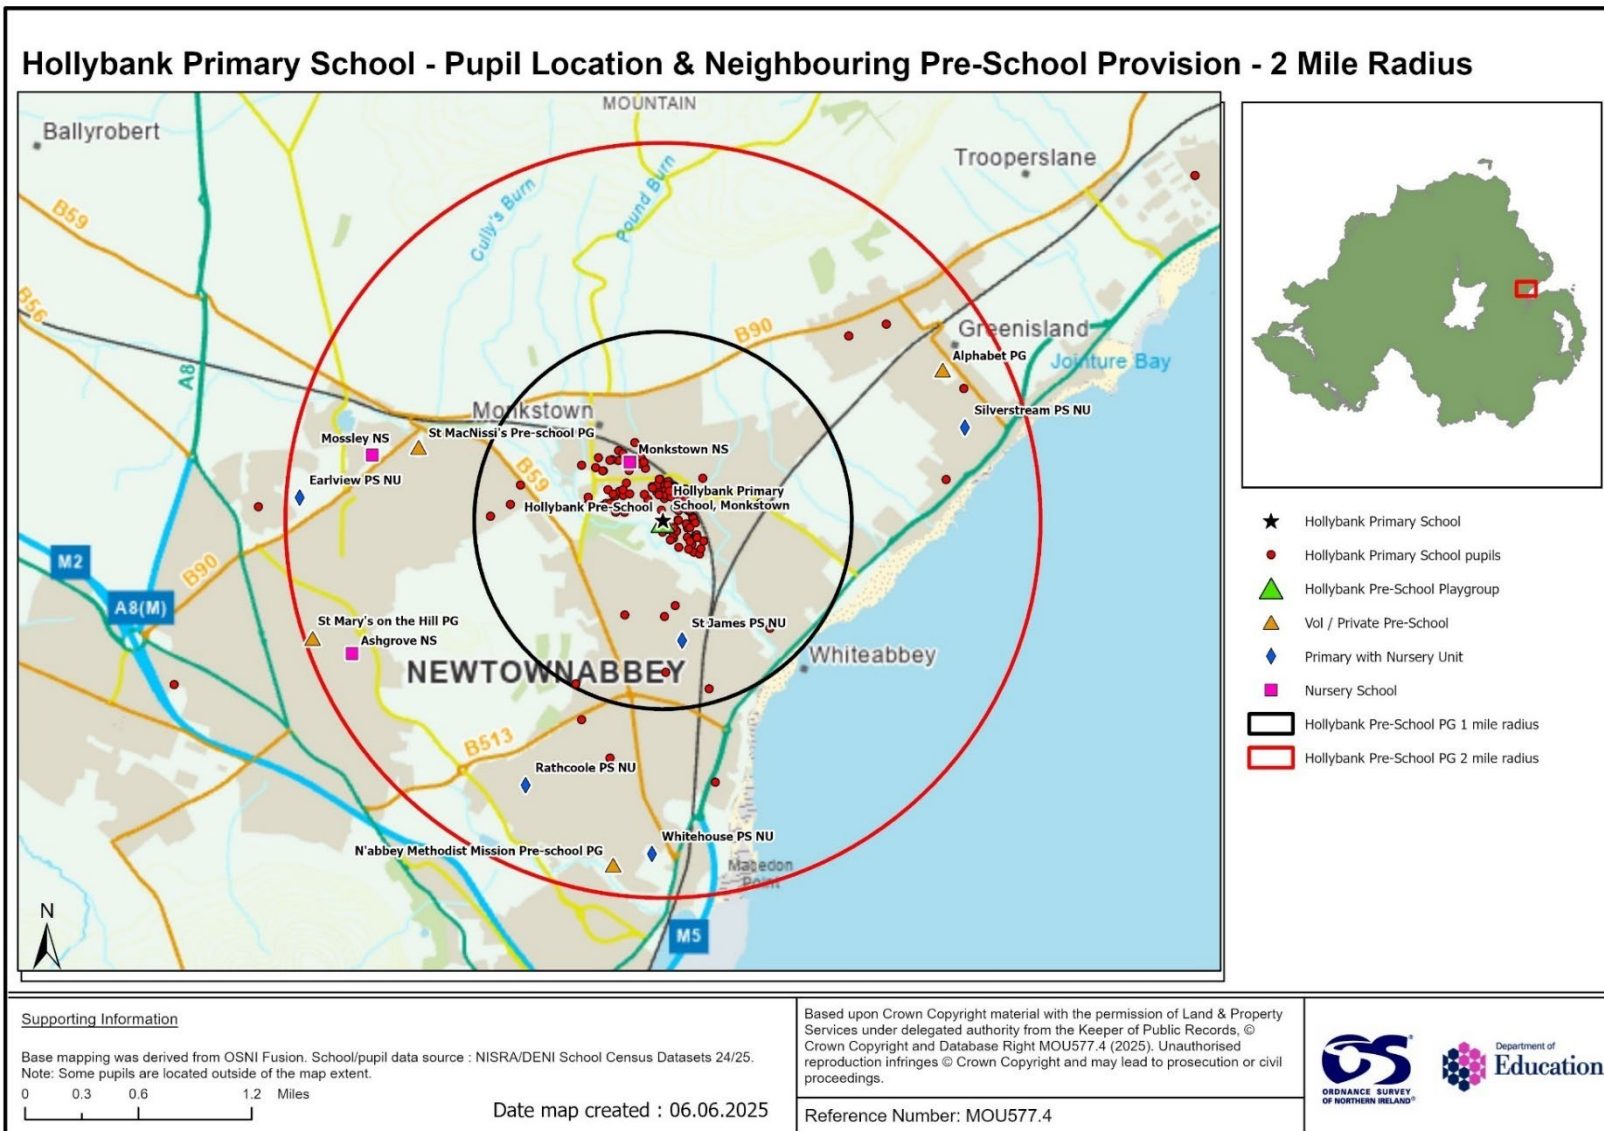 Hollybank Primary School - Pupil Location & Neighbouring Pre-School Provision - 2 Mile Radius
MOUNTAIN
Ballyrobert
Trooperslane
B59
Cully's Burn
Pound Burn
B56
A8
B90
Greenisland
Alphabet PG
Jointure Bay
Monkstown
Silverstream PS NU
Mossley NS
St MacNissi's Pre-school PG
Monkstown NS
Earlview PS NU
B59
Hollybank Primary
School, Monkstown
Hollybank Pre-School
M2
B90
A8(M)
St Mary's on the Hill PG
Ashgrove NS
St James PS NU
Whiteabbey
NEWTOWNABBEY
B513
Rathcoole PS NU
Whitehouse PS NU
N'abbey Methodist Mission Pre-school PG
Macedon
Point
N
M5
Hollybank Primary School
Hollybank Primary School pupils
Hollybank Pre-School Playgroup
Vol / Private Pre-School
Primary with Nursery Unit
Nursery School
Hollybank Pre-School PG 1 mile radius
Hollybank Pre-School PG 2 mile radius
Supporting Information
Base mapping was derived from OSNI Fusion. School/pupil data source : NISRA/DENI School Census Datasets 24/25.
Note: Some pupils are located outside of the map extent.
0 0.3 0.6 1.2 Miles
Date map created : 06.06.2025
Based upon Crown Copyright material with the permission of Land & Property
Services under delegated authority from the Keeper of Public Records, ©
Crown Copyright and Database Right MOU577.4 (2025). Unauthorised
reproduction infringes © Crown Copyright and may lead to prosecution or civil
proceedings.
Reference Number: MOU577.4
OS
ORDNANCE SURVEY
OF NORTHERN IRELAND®
Department of
Education